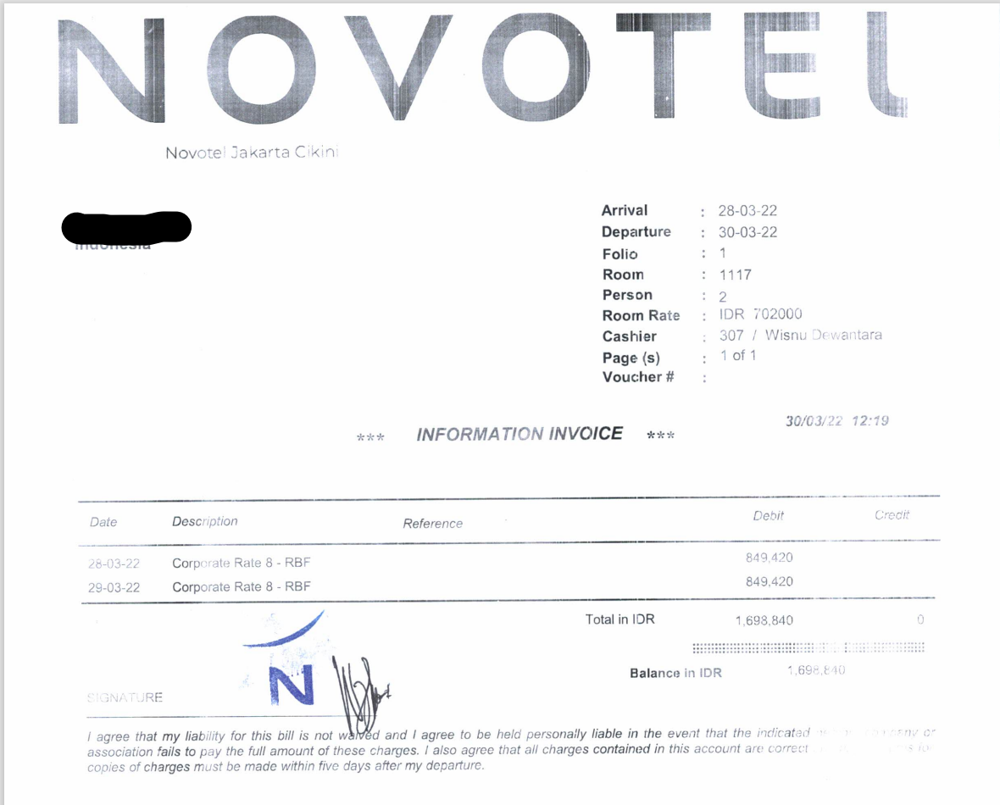 NOVOTEL
Novotel Jakarta Cikini
Indonesia
Arrival : 28-03-22
Departure : 30-03-22
Folio : 1
Room : 1117
Person : 2
Room Rate : IDR 702000
Cashier : 307 / Wisnu Dewantara
Page (s) : 1 of 1
Voucher # :
30/03/22 12:19
*** INFORMATION INVOICE ***
Date Description Reference Debit Credit
28-03-22 Corporate Rate 8 - RBF 849,420
29-03-22 Corporate Rate 8 - RBF 849,420
Total in IDR 1,698,840 0
Balance in IDR 1,698,840
N
SIGNATURE
I agree that my liability for this bill is not waived and I agree to be held personally liable in the event that the indicated company or
association fails to pay the full amount of these charges. I also agree that all charges contained in this account are correct
copies of charges must be made within five days after my departure.